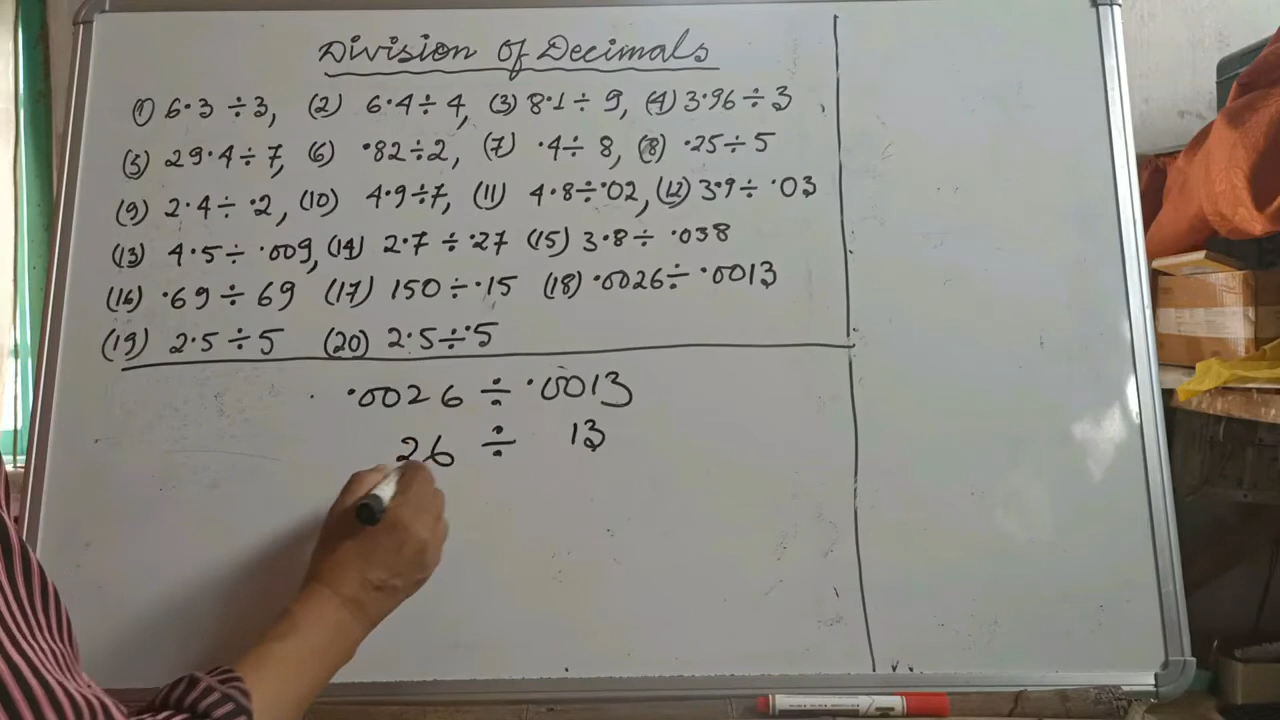 Division of Decimals
(1) 6·3 ÷ 3, (2) 6·4 ÷ 4, (3) 8·1 ÷ 9, (4) 3·96 ÷ 3
(5) 29·4 ÷ 7, (6) ·82 ÷ 2, (7) ·4 ÷ 8, (8) ·25 ÷ 5
(9) 2·4 ÷ ·2, (10) 4·9 ÷ 7, (11) 4·8 ÷ ·02, (12) 3·9 ÷ ·03
(13) 4·5 ÷ ·009, (14) 2·7 ÷ ·27 (15) 3·8 ÷ ·038
(16) ·69 ÷ 69 (17) 150 ÷ ·15 (18) ·0026 ÷ ·0013
(19) 2·5 ÷ 5 (20) 2·5 ÷ ·5
·0026 ÷ ·0013
26 ÷ 13